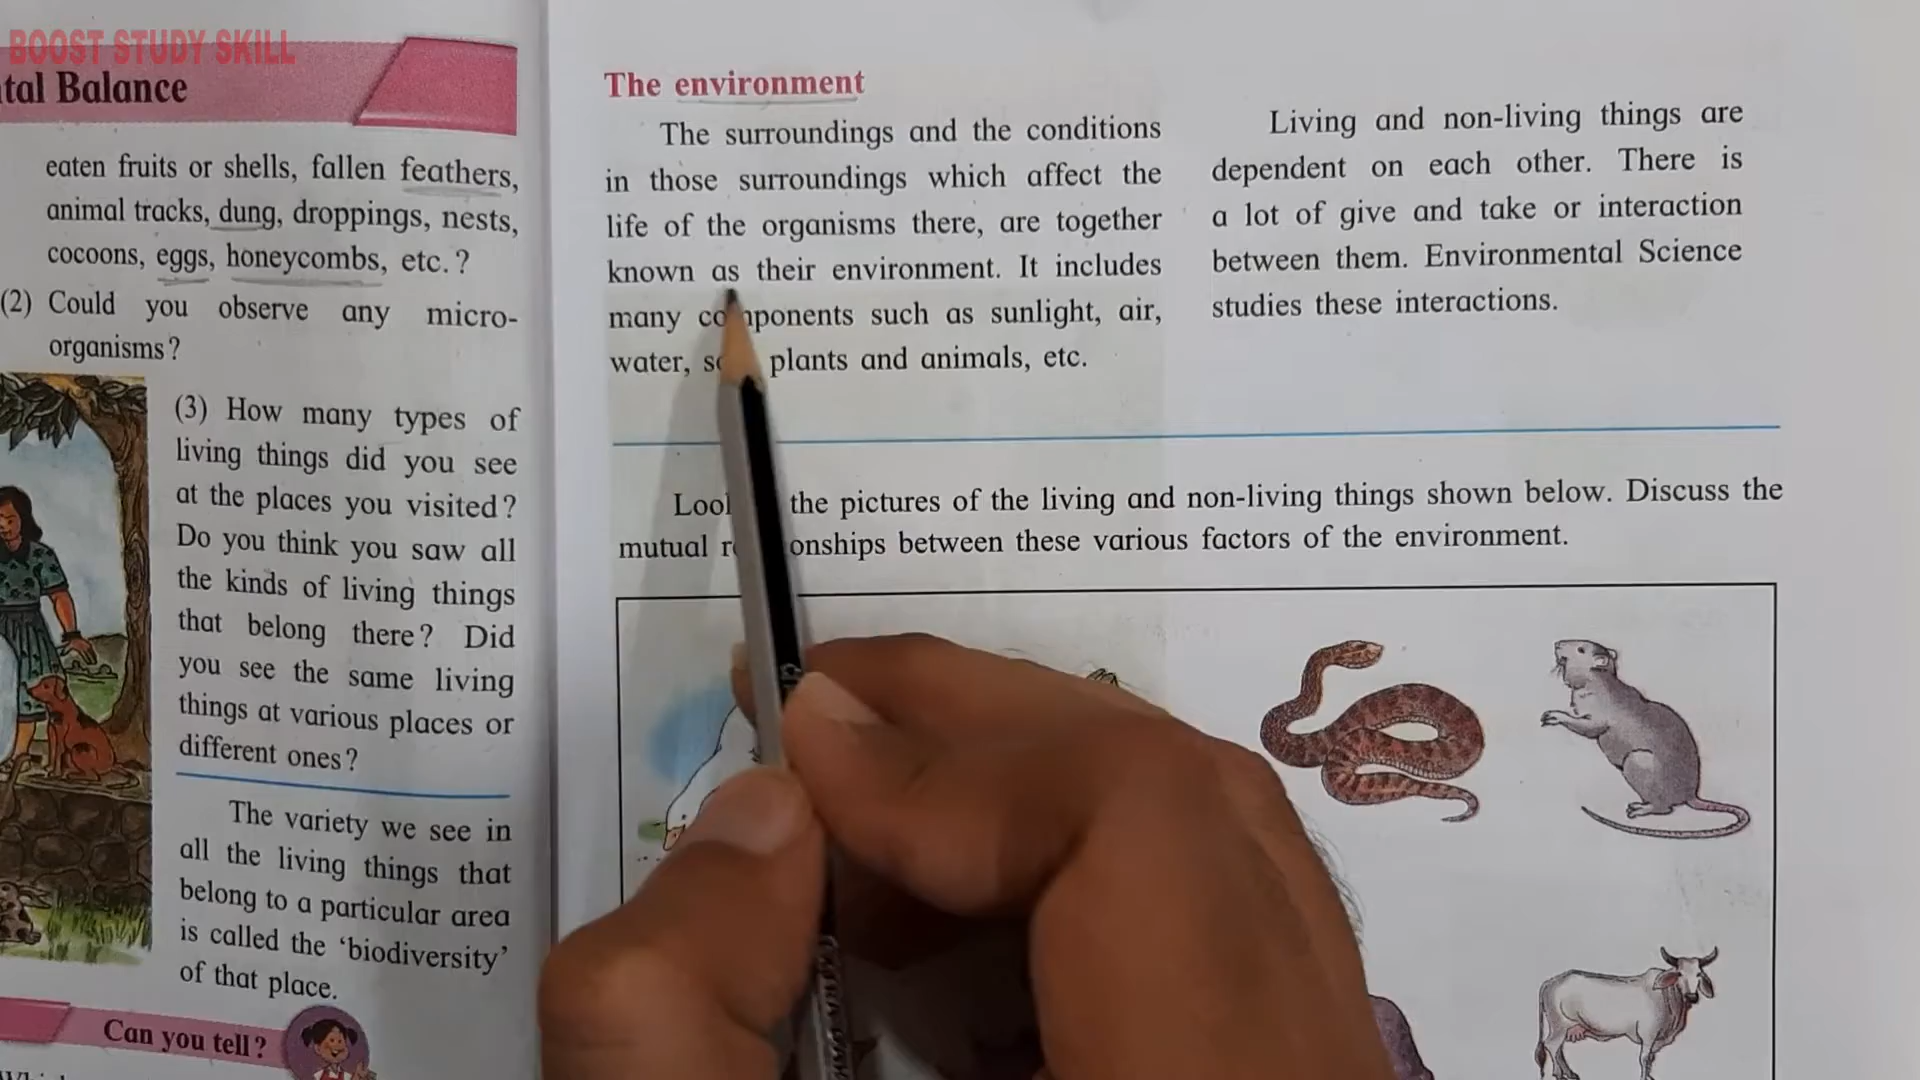 BOOST STUDY SKILL
tal Balance
eaten fruits or shells, fallen feathers,
animal tracks, dung, droppings, nests,
cocoons, eggs, honeycombs, etc.?
(2) Could you observe any micro-
organisms?
(3) How many types of
living things did you see
at the places you visited?
Do you think you saw all
the kinds of living things
that belong there? Did
you see the same living
things at various places or
different ones?
The variety we see in
all the living things that
belong to a particular area
is called the ‘biodiversity’
of that place.
Can you tell?
The environment
The surroundings and the conditions
in those surroundings which affect the
life of the organisms there, are together
known as their environment. It includes
many components such as sunlight, air,
water, plants and animals, etc.
Living and non-living things are
dependent on each other. There is
a lot of give and take or interaction
between them. Environmental Science
studies these interactions.
the pictures of the living and non-living things shown below. Discuss the
mutual between these various factors of the environment.